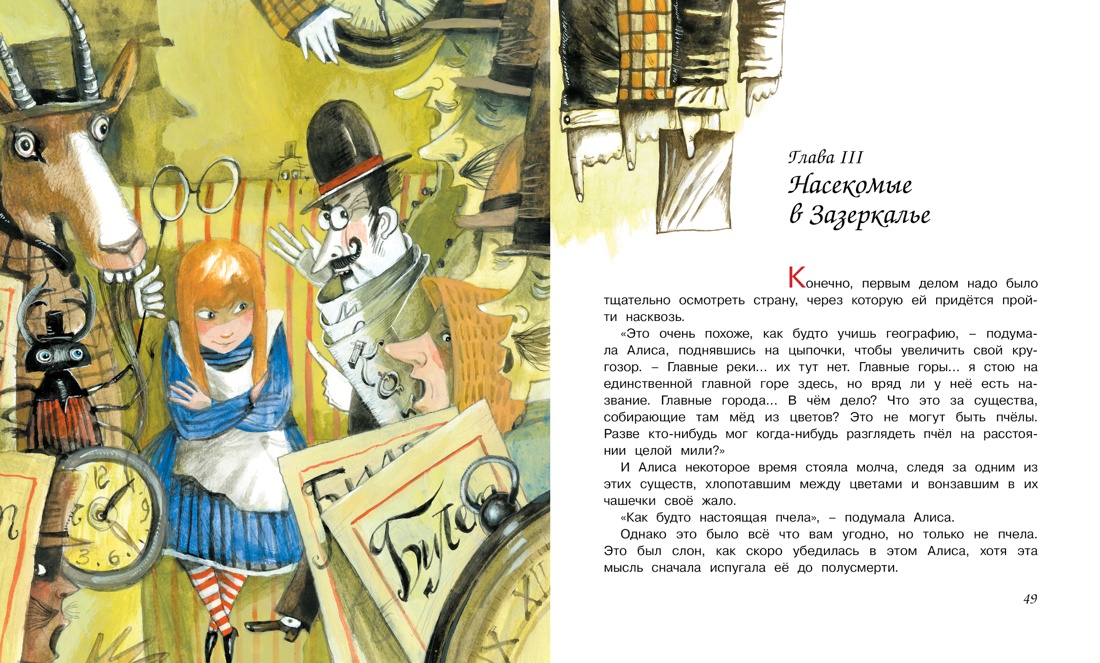 Билет
Глава III
Насекомые
в Зазеркалье
Конечно, первым делом надо было
тщательно осмотреть страну, через которую ей придётся прой-
ти насквозь.
«Это очень похоже, как будто учишь географию, – подума-
ла Алиса, поднявшись на цыпочки, чтобы увеличить свой кру-
гозор. – Главные реки... их тут нет. Главные горы... я стою на
единственной главной горе здесь, но вряд ли у неё есть на-
звание. Главные города... В чём дело? Что это за существа,
собирающие там мёд из цветов? Это не могут быть пчёлы.
Разве кто-нибудь мог когда-нибудь разглядеть пчёл на расстоя-
нии целой мили?»
И Алиса некоторое время стояла молча, следя за одним из
этих существ, хлопотавшим между цветами и вонзавшим в их
чашечки своё жало.
«Как будто настоящая пчела», – подумала Алиса.
Однако это было всё что вам угодно, но только не пчела.
Это был слон, как скоро убедилась в этом Алиса, хотя эта
мысль сначала испугала её до полусмерти.
49